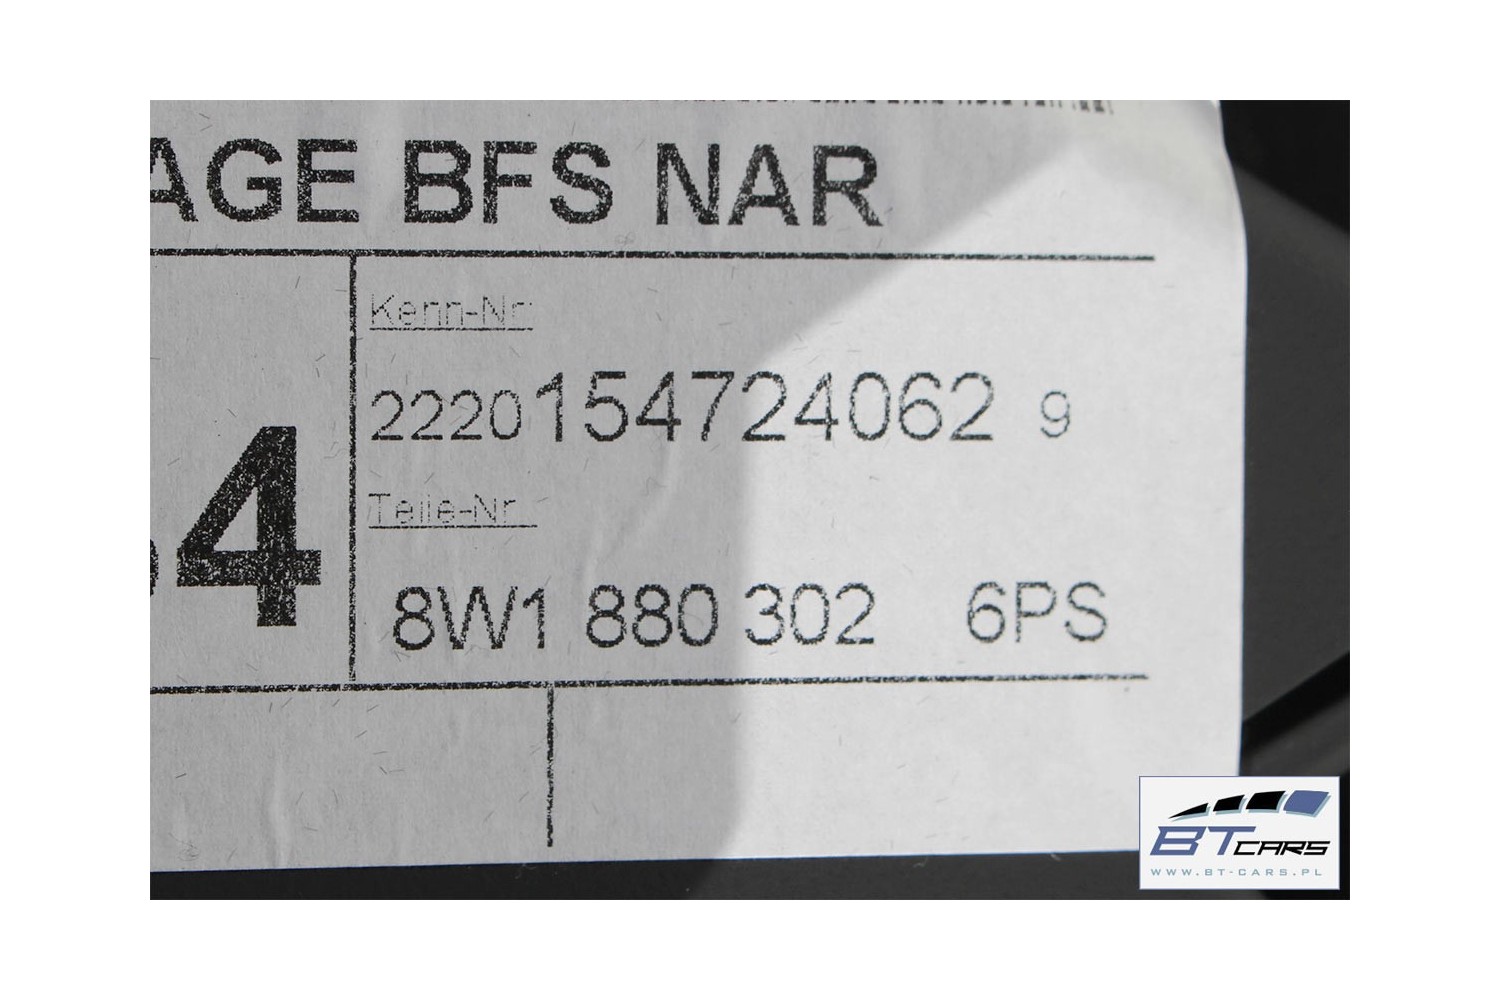 AGE BFS NAR
Kenn-Nr:
2220154724062 9
4
Teile-Nr
8W1 880 302 6PS
BT CARS
WWW.BT-CARS.PL